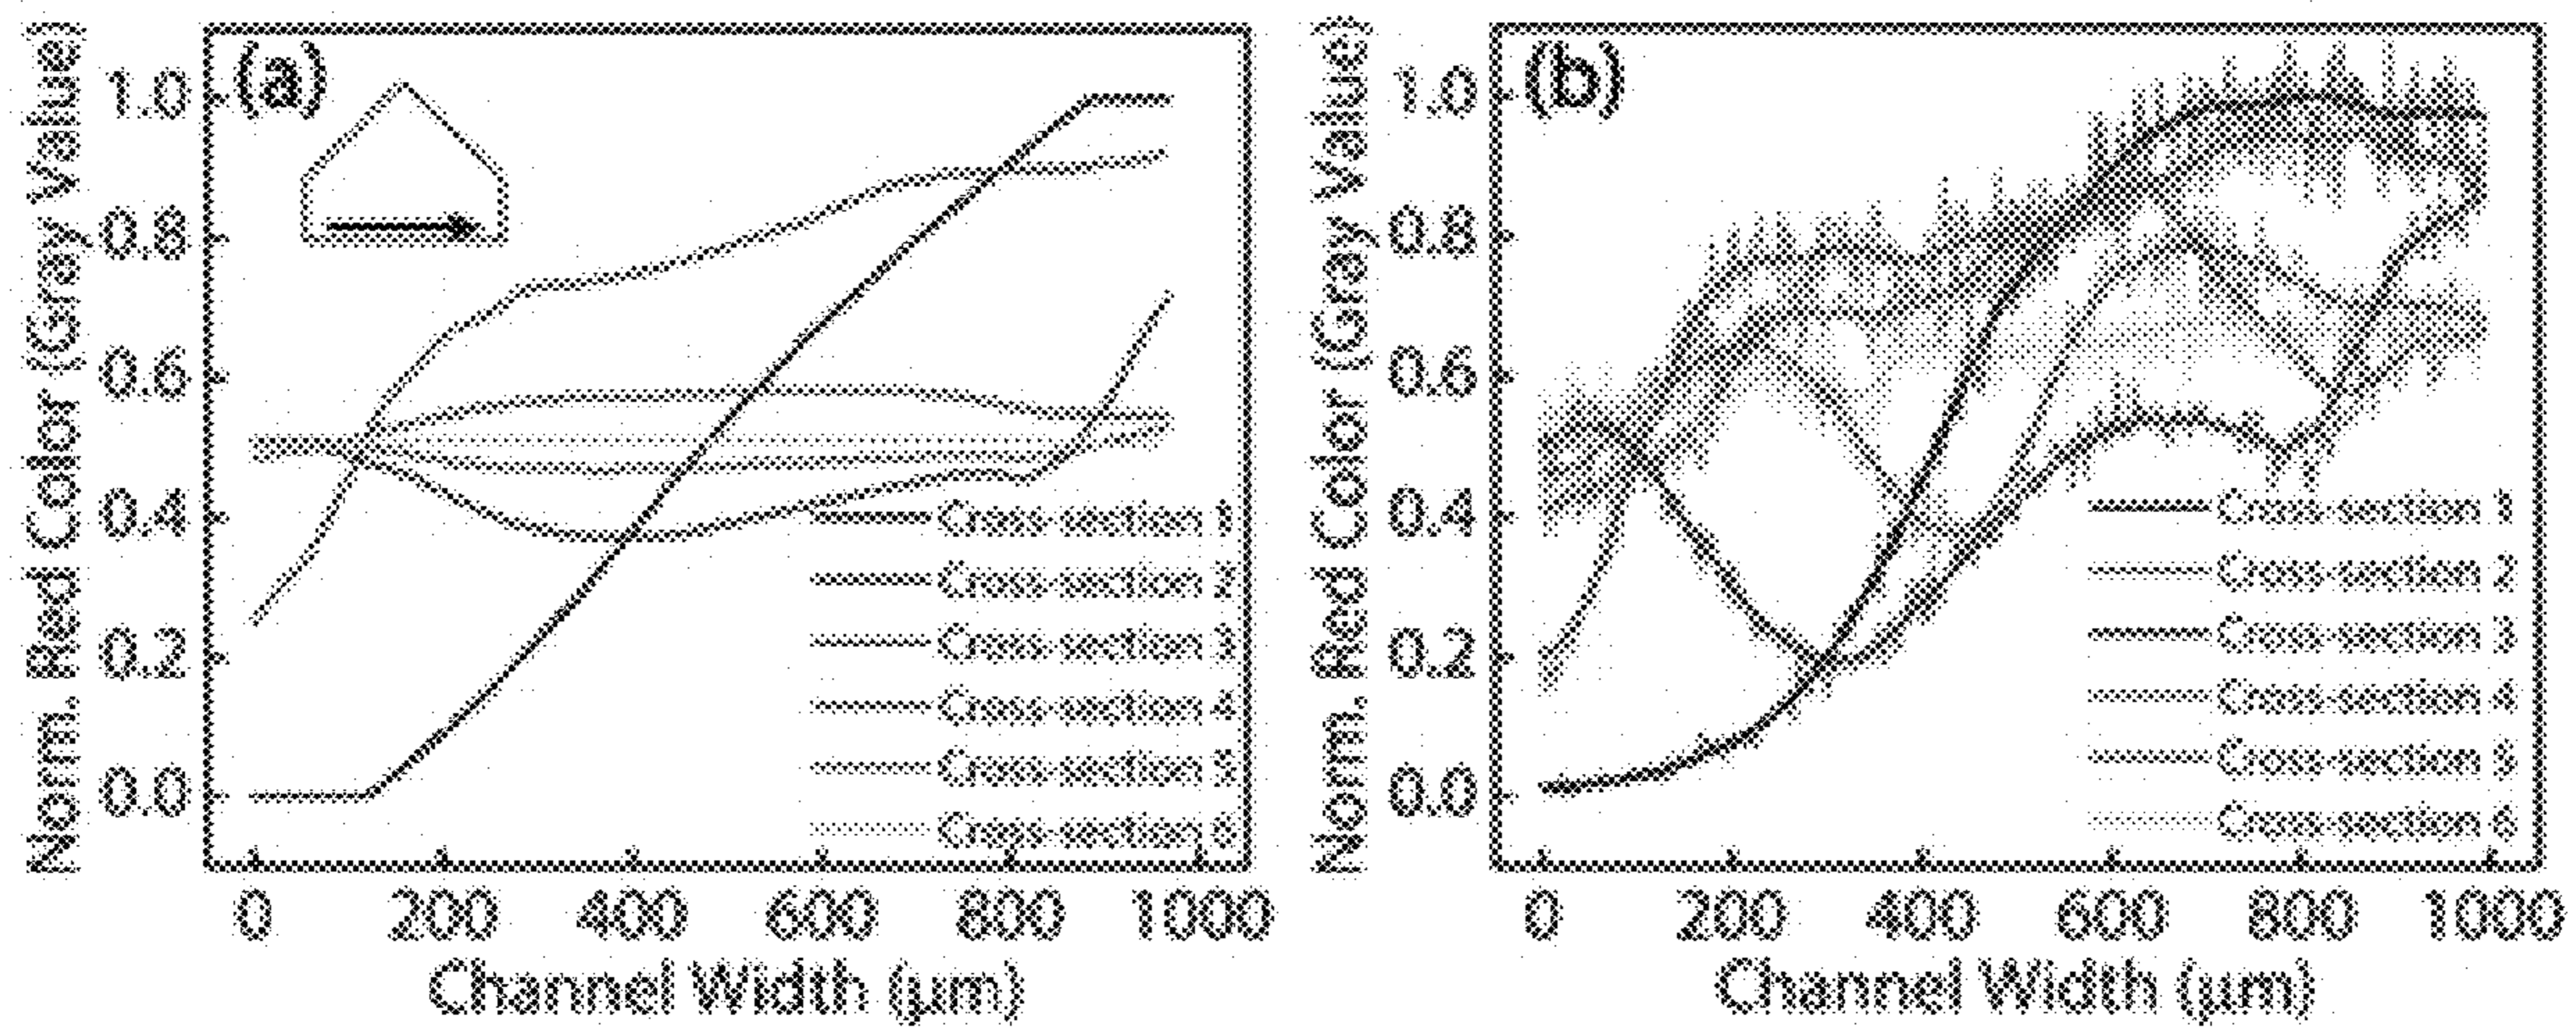 (a)
Norm. Red Color (Gray Value)
1.0
0.8
0.6
0.4
0.2
0.0
Cross-section 1
Cross-section 2
Cross-section 3
Cross-section 4
Cross-section 5
Cross-section 6
0 200 400 600 800 1000
Channel Width (μm)
(b)
Norm. Red Color (Gray Value)
1.0
0.8
0.6
0.4
0.2
0.0
Cross-section 1
Cross-section 2
Cross-section 3
Cross-section 4
Cross-section 5
Cross-section 6
0 200 400 600 800 1000
Channel Width (μm)